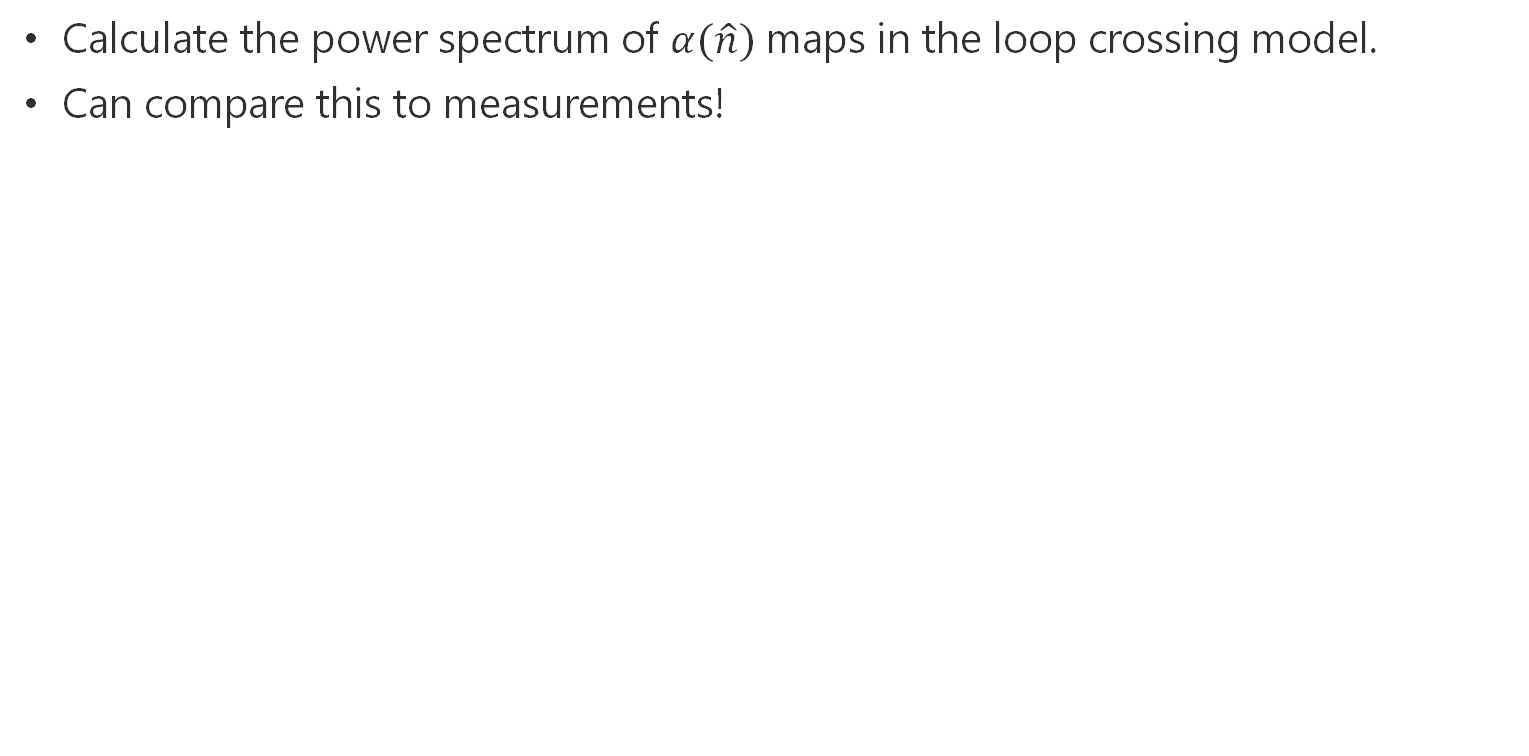 • Calculate the power spectrum of α(n̂) maps in the loop crossing model.
• Can compare this to measurements!